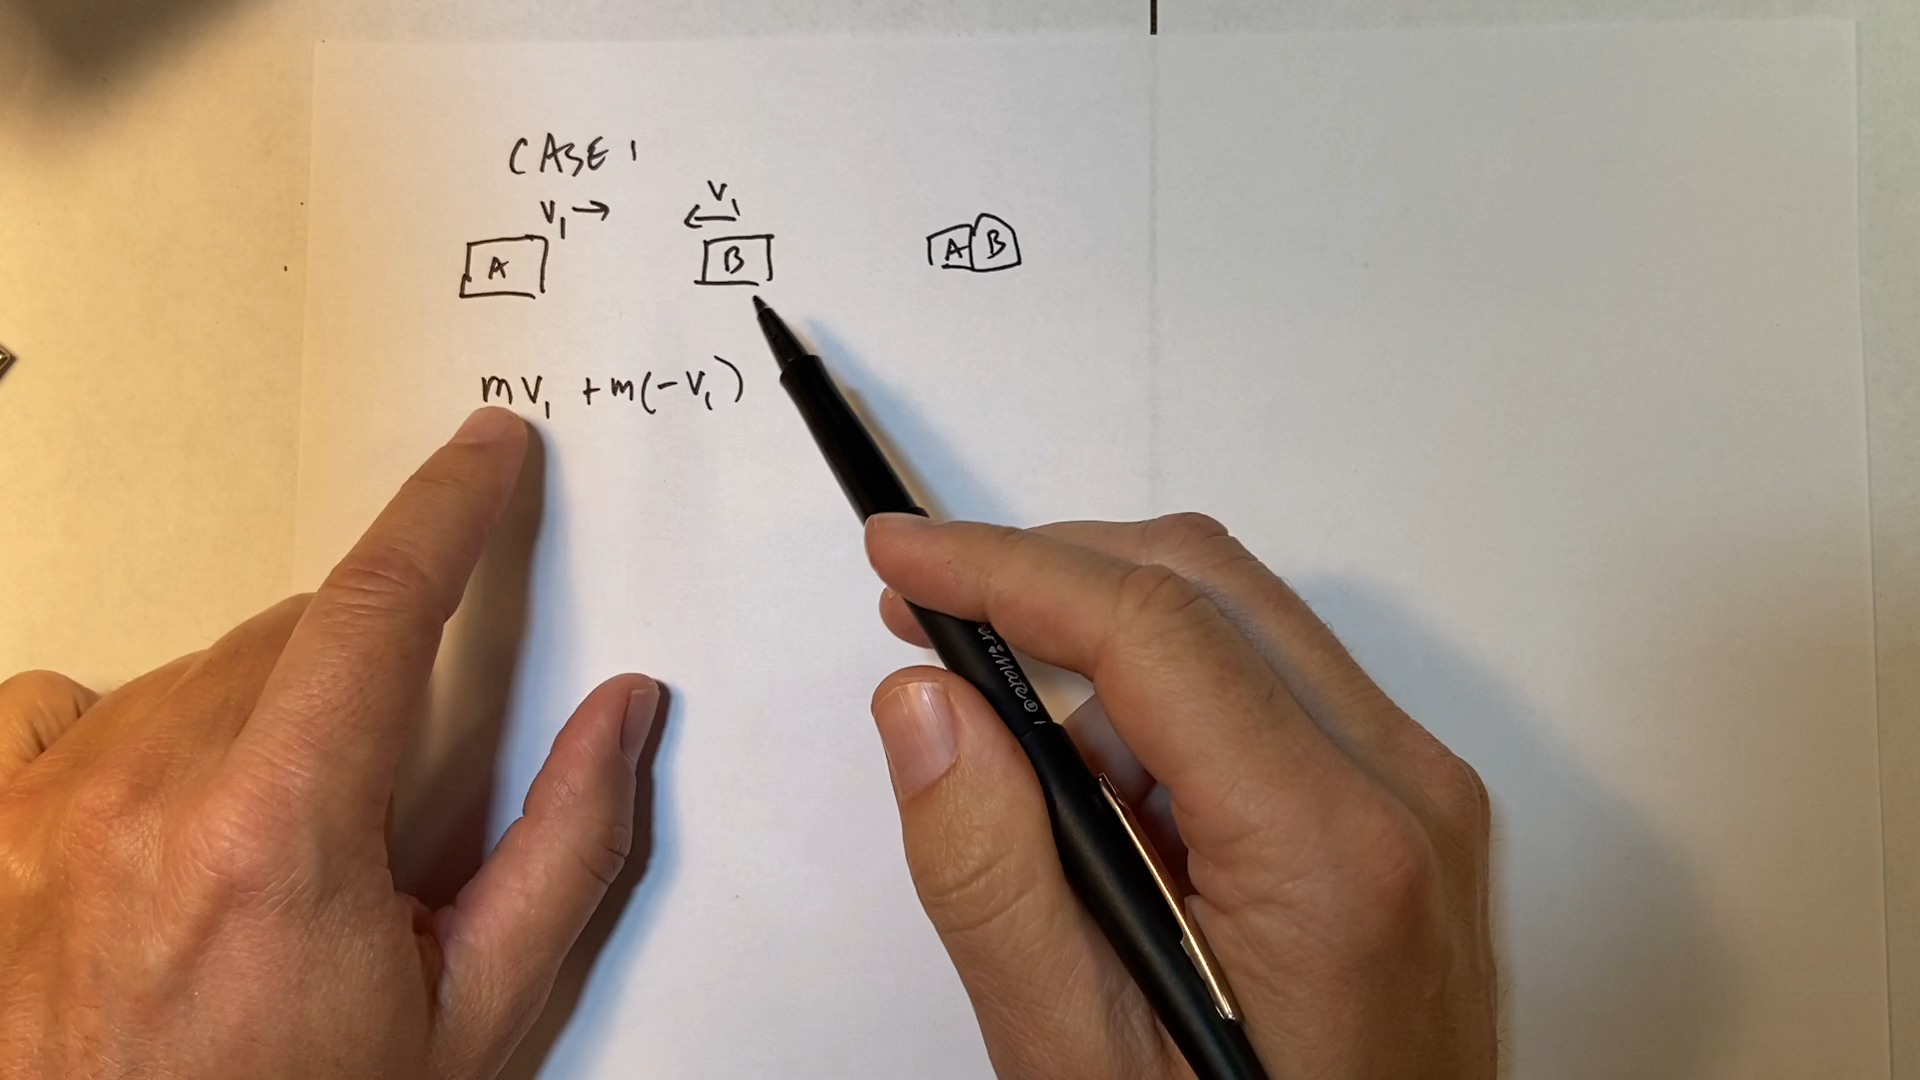 CASE 1
V₁ → ← V₁
A B A B
mV₁ + m(-V₁)